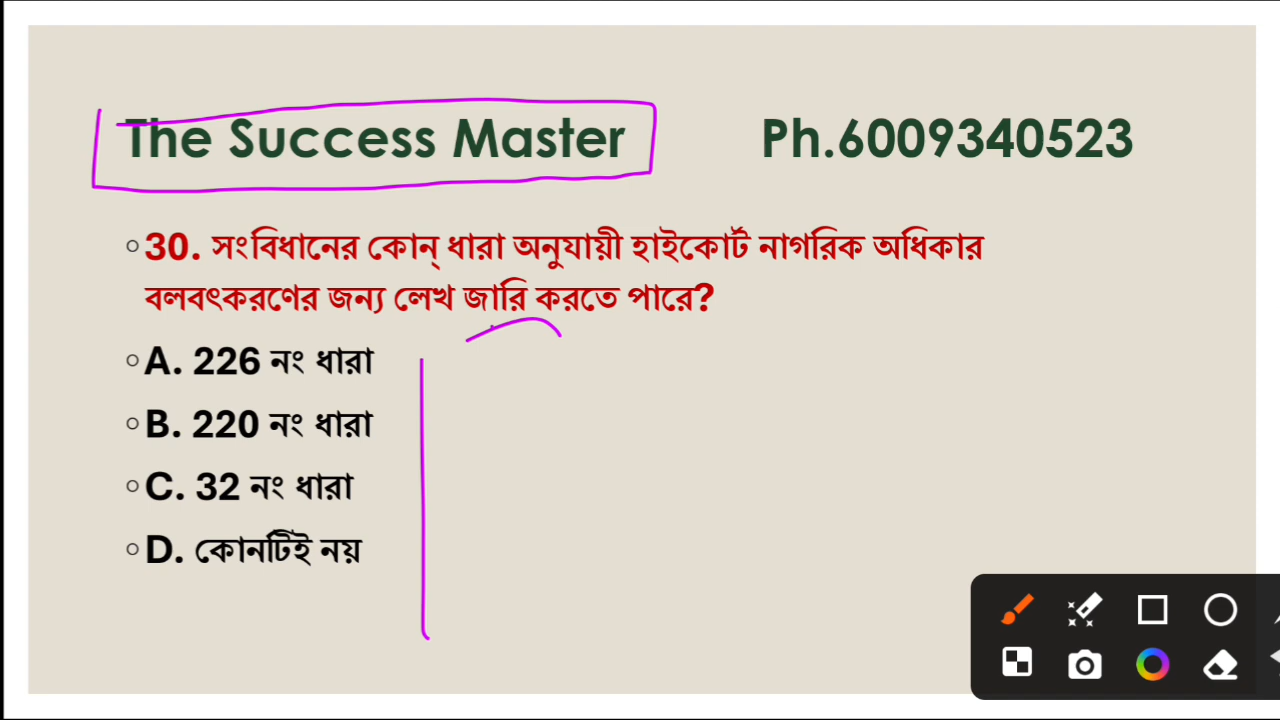 The Success Master Ph.6009340523
30. সংবিধানের কোন্ ধারা অনুযায়ী হাইকোর্ট নাগরিক অধিকার
বলবৎকরণের জন্য লেখ জারি করতে পারে?
A. 226 নং ধারা
B. 220 নং ধারা
C. 32 নং ধারা
D. কোনটিই নয়